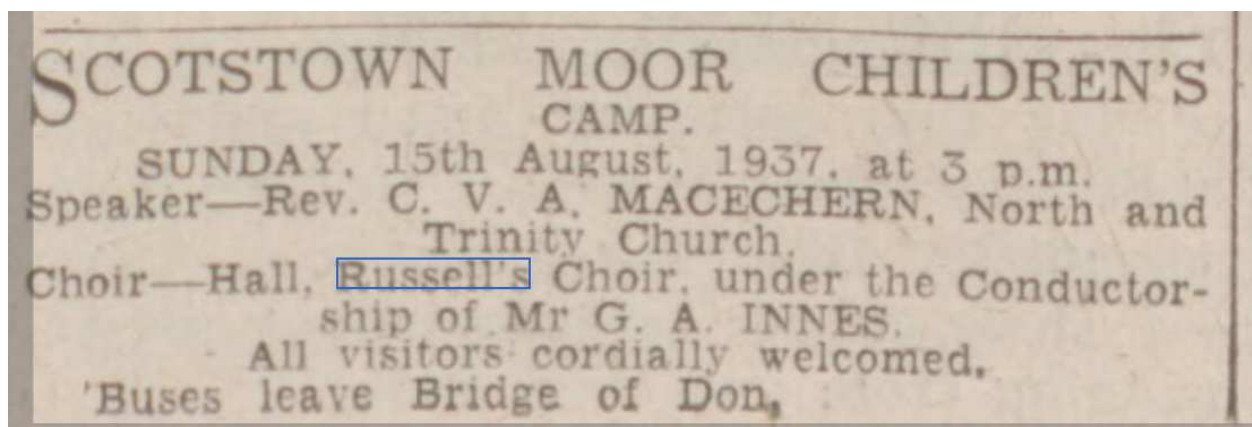 SCOTSTOWN MOOR CHILDREN'S
CAMP.
SUNDAY, 15th August, 1937, at 3 p.m.
Speaker—Rev. C. V. A. MACECHERN, North and
Trinity Church.
Choir—Hall, Russell's Choir, under the Conductor-
ship of Mr G. A. INNES.
All visitors cordially welcomed.
'Buses leave Bridge of Don.